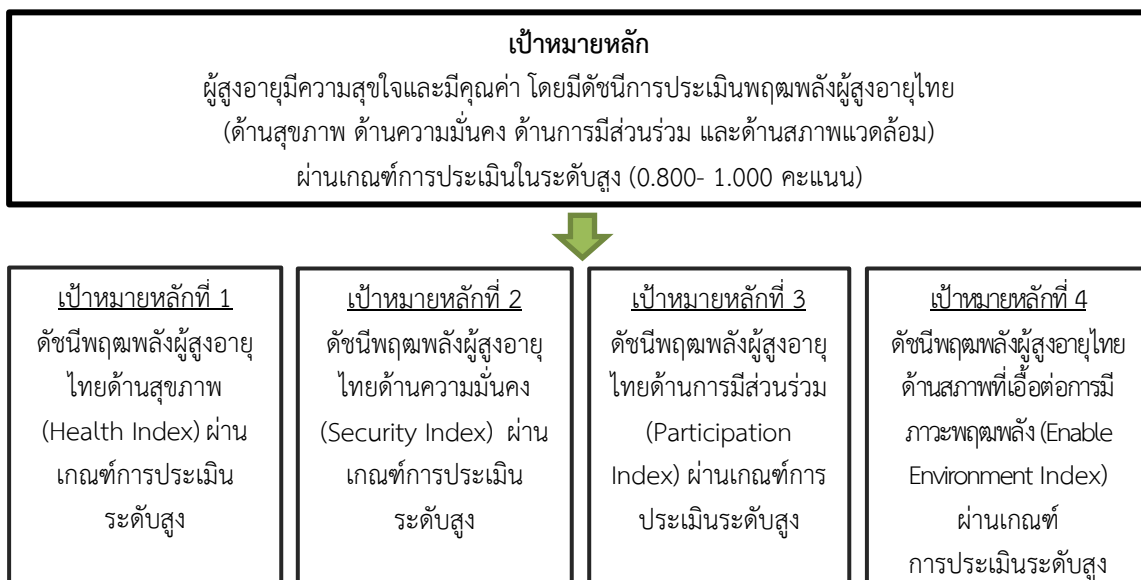 เป้าหมายหลัก
ผู้สูงอายุมีความสุขใจและมีคุณค่า โดยมีดัชนีการประเมินพฤฒพลังผู้สูงอายุไทย
(ด้านสุขภาพ ด้านความมั่นคง ด้านการมีส่วนร่วม และด้านสภาพแวดล้อม)
ผ่านเกณฑ์การประเมินในระดับสูง (0.800- 1.000 คะแนน)
เป้าหมายหลักที่ 1
ดัชนีพฤฒพลังผู้สูงอายุ
ไทยด้านสุขภาพ
(Health Index) ผ่าน
เกณฑ์การประเมิน
ระดับสูง
เป้าหมายหลักที่ 2
ดัชนีพฤฒพลังผู้สูงอายุ
ไทยด้านความมั่นคง
(Security Index) ผ่าน
เกณฑ์การประเมิน
ระดับสูง
เป้าหมายหลักที่ 3
ดัชนีพฤฒพลังผู้สูงอายุ
ไทยด้านการมีส่วนร่วม
(Participation
Index) ผ่านเกณฑ์การ
ประเมินระดับสูง
เป้าหมายหลักที่ 4
ดัชนีพฤฒพลังผู้สูงอายุไทย
ด้านสภาพที่เอื้อต่อการมี
ภาวะพฤฒพลัง (Enable
Environment Index)
ผ่านเกณฑ์
การประเมินระดับสูง